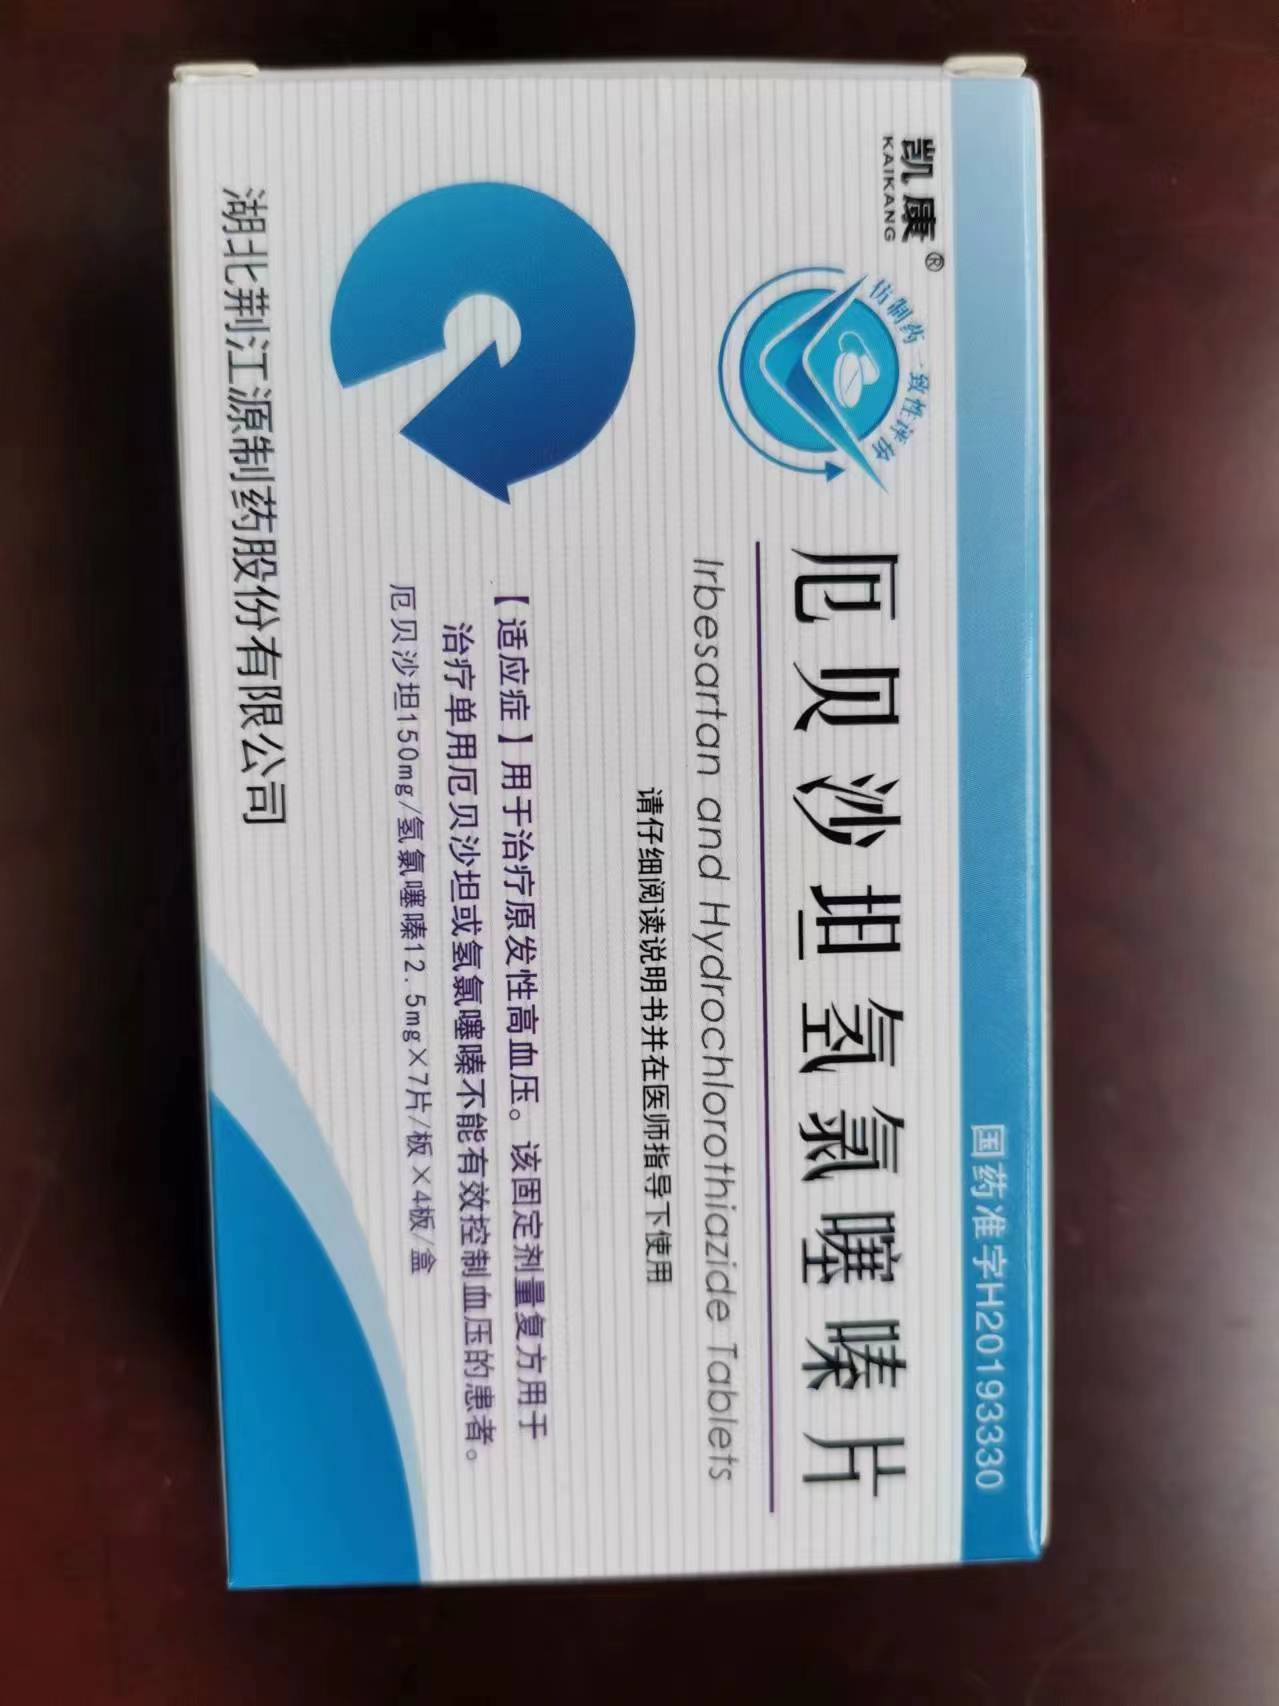 国药准字H20193330
凯康®
KAIKANG
仿制药一致性评价
厄贝沙坦氢氯噻嗪片
Irbesartan and Hydrochlorothiazide Tablets
请仔细阅读说明书并在医师指导下使用
【适应症】用于治疗原发性高血压。该固定剂量复方用于
治疗单用厄贝沙坦或氢氯噻嗪不能有效控制血压的患者。
厄贝沙坦150mg/氢氯噻嗪12.5mg×7片/板×4板/盒
湖北荆江源制药股份有限公司